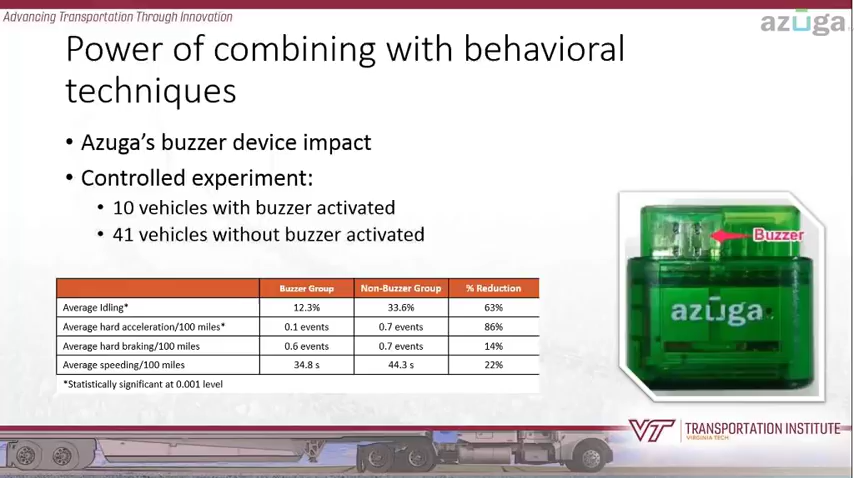 Advancing Transportation Through Innovation
azuga
Power of combining with behavioral
techniques
• Azuga's buzzer device impact
• Controlled experiment:
• 10 vehicles with buzzer activated
• 41 vehicles without buzzer activated
Buzzer
azuga
Buzzer Group Non-Buzzer Group % Reduction
Average Idling* 12.3% 33.6% 63%
Average hard acceleration/100 miles* 0.1 events 0.7 events 86%
Average hard braking/100 miles 0.6 events 0.7 events 14%
Average speeding/100 miles 34.8 s 44.3 s 22%
*Statistically significant at 0.001 level
VT TRANSPORTATION INSTITUTE
VIRGINIA TECH